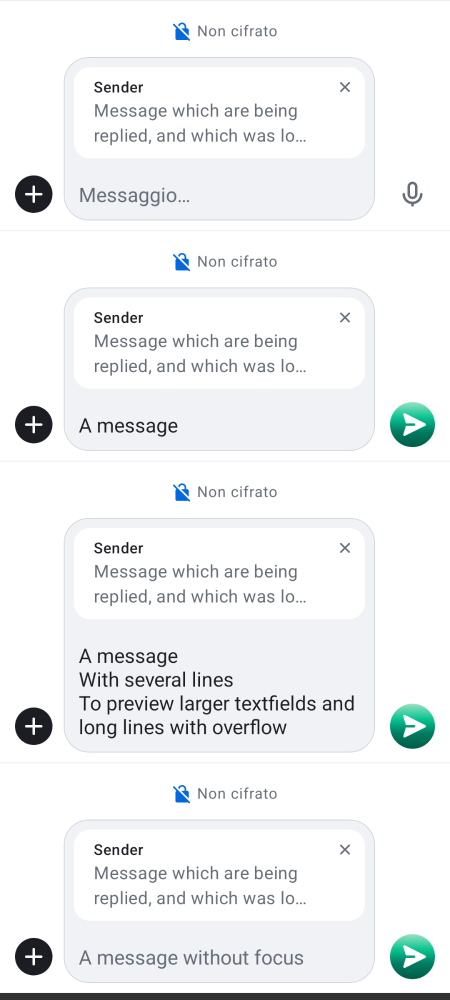 Non cifrato
Sender
Message which are being
replied, and which was lo…
Messaggio…
Non cifrato
Sender
Message which are being
replied, and which was lo…
A message
Non cifrato
Sender
Message which are being
replied, and which was lo…
A message
With several lines
To preview larger textfields and
long lines with overflow
Non cifrato
Sender
Message which are being
replied, and which was lo…
A message without focus